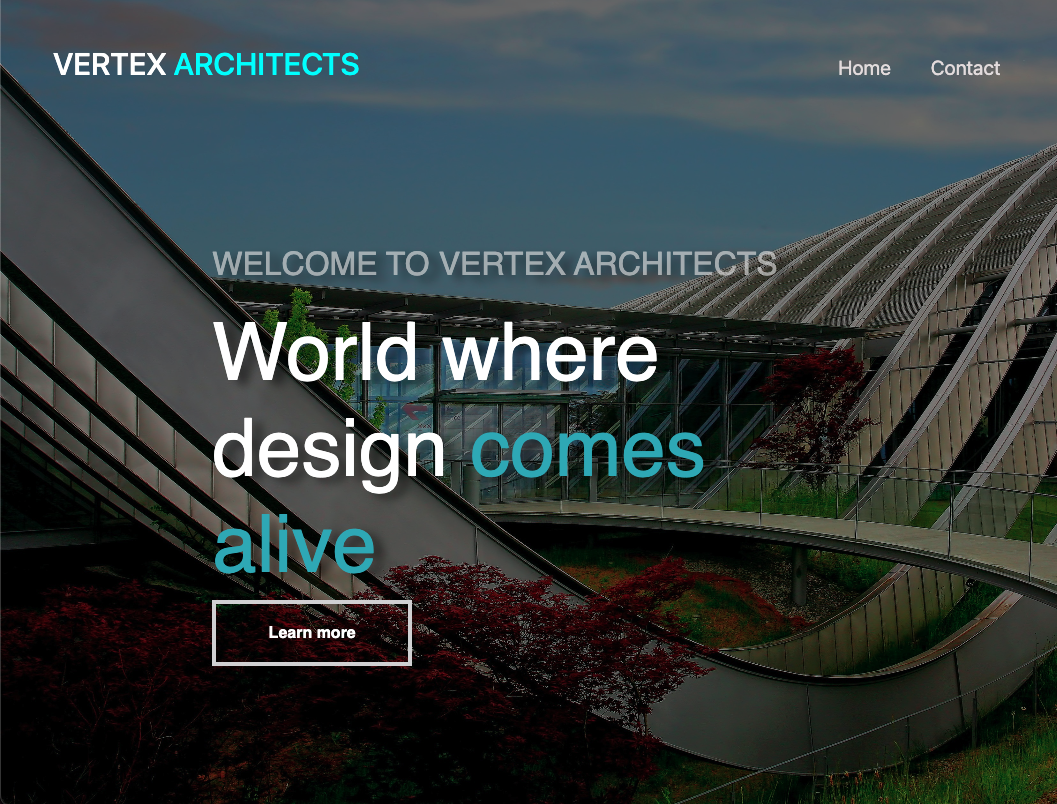 VERTEX ARCHITECTS
Home Contact
WELCOME TO VERTEX ARCHITECTS
World where
design comes
alive
Learn more